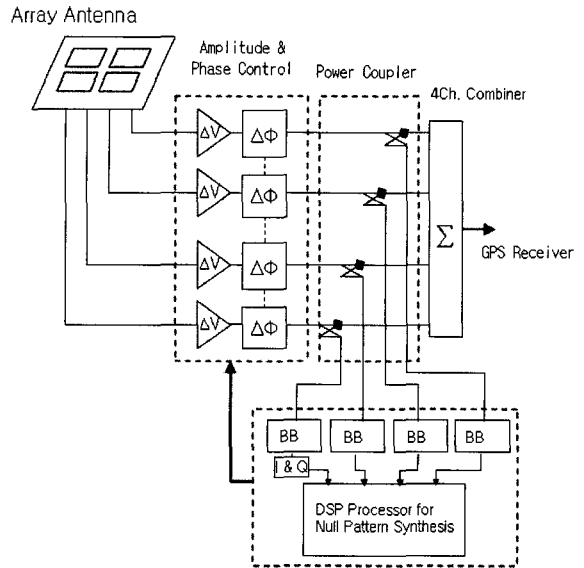 Array Antenna
Amplitude &
Phase Control
Power Coupler
4Ch. Combiner
ΔV
ΔΦ
ΔV
ΔΦ
ΔV
ΔΦ
ΔV
ΔΦ
Σ
GPS Receiver
BB
BB
BB
BB
I & Q
DSP Processor for
Null Pattern Synthesis